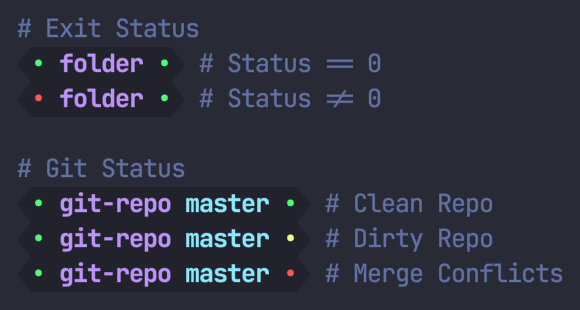 # Exit Status
• folder • # Status == 0
• folder • # Status ≠ 0
# Git Status
• git-repo master • # Clean Repo
• git-repo master • # Dirty Repo
• git-repo master • # Merge Conflicts